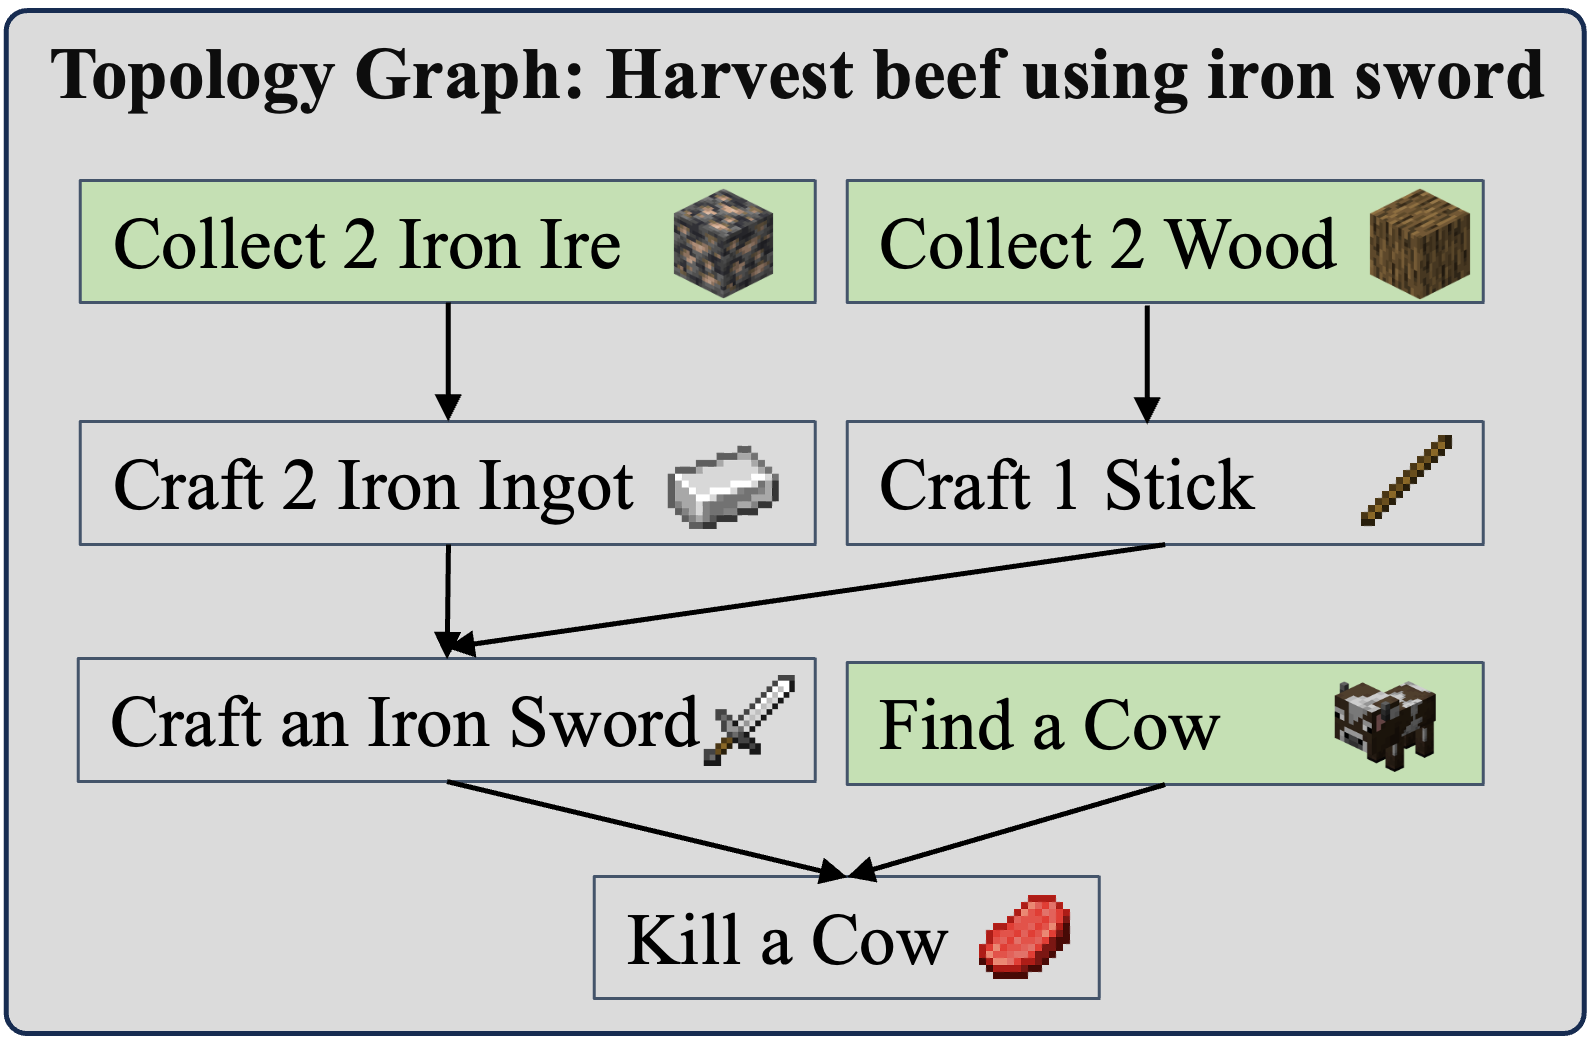 Topology Graph: Harvest beef using iron sword
Collect 2 Iron Ire
Collect 2 Wood
Craft 2 Iron Ingot
Craft 1 Stick
Craft an Iron Sword
Find a Cow
Kill a Cow